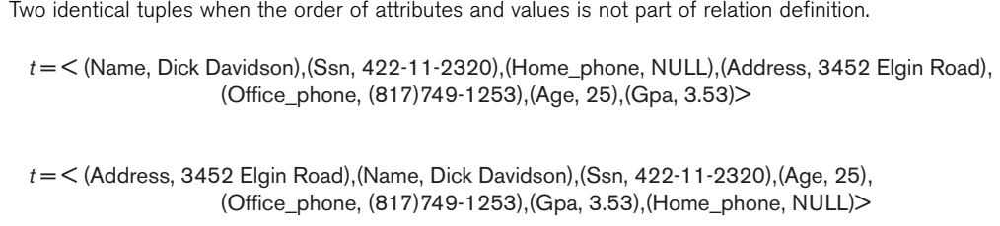 Two identical tuples when the order of attributes and values is not part of relation definition.
t = < (Name, Dick Davidson),(Ssn, 422-11-2320),(Home_phone, NULL),(Address, 3452 Elgin Road),
(Office_phone, (817)749-1253),(Age, 25),(Gpa, 3.53)>
t = < (Address, 3452 Elgin Road),(Name, Dick Davidson),(Ssn, 422-11-2320),(Age, 25),
(Office_phone, (817)749-1253),(Gpa, 3.53),(Home_phone, NULL)>